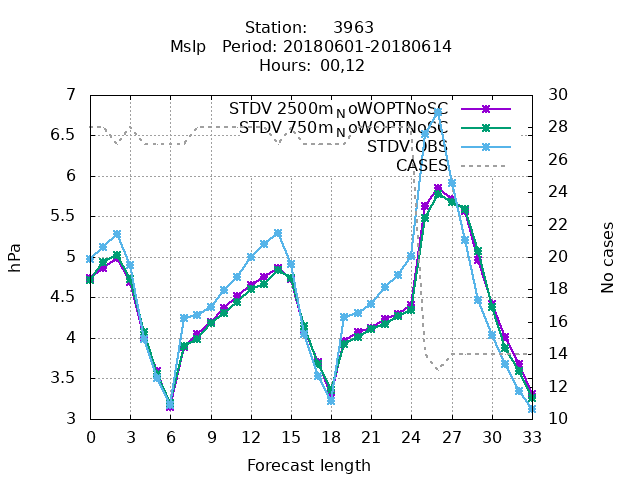 Station: 3963
Mslp Period: 20180601-20180614
Hours: 00,12
7 30
STDV 2500mNoWOPTNoSC
6.5 28
STDV 750mNoWOPTNoSC
STDV OBS
26
CASES
6 24
5.5 22
hPa
5 20
No cases
4.5 18
4 16
14
3.5 12
3 10
0 3 6 9 12 15 18 21 24 27 30 33
Forecast length